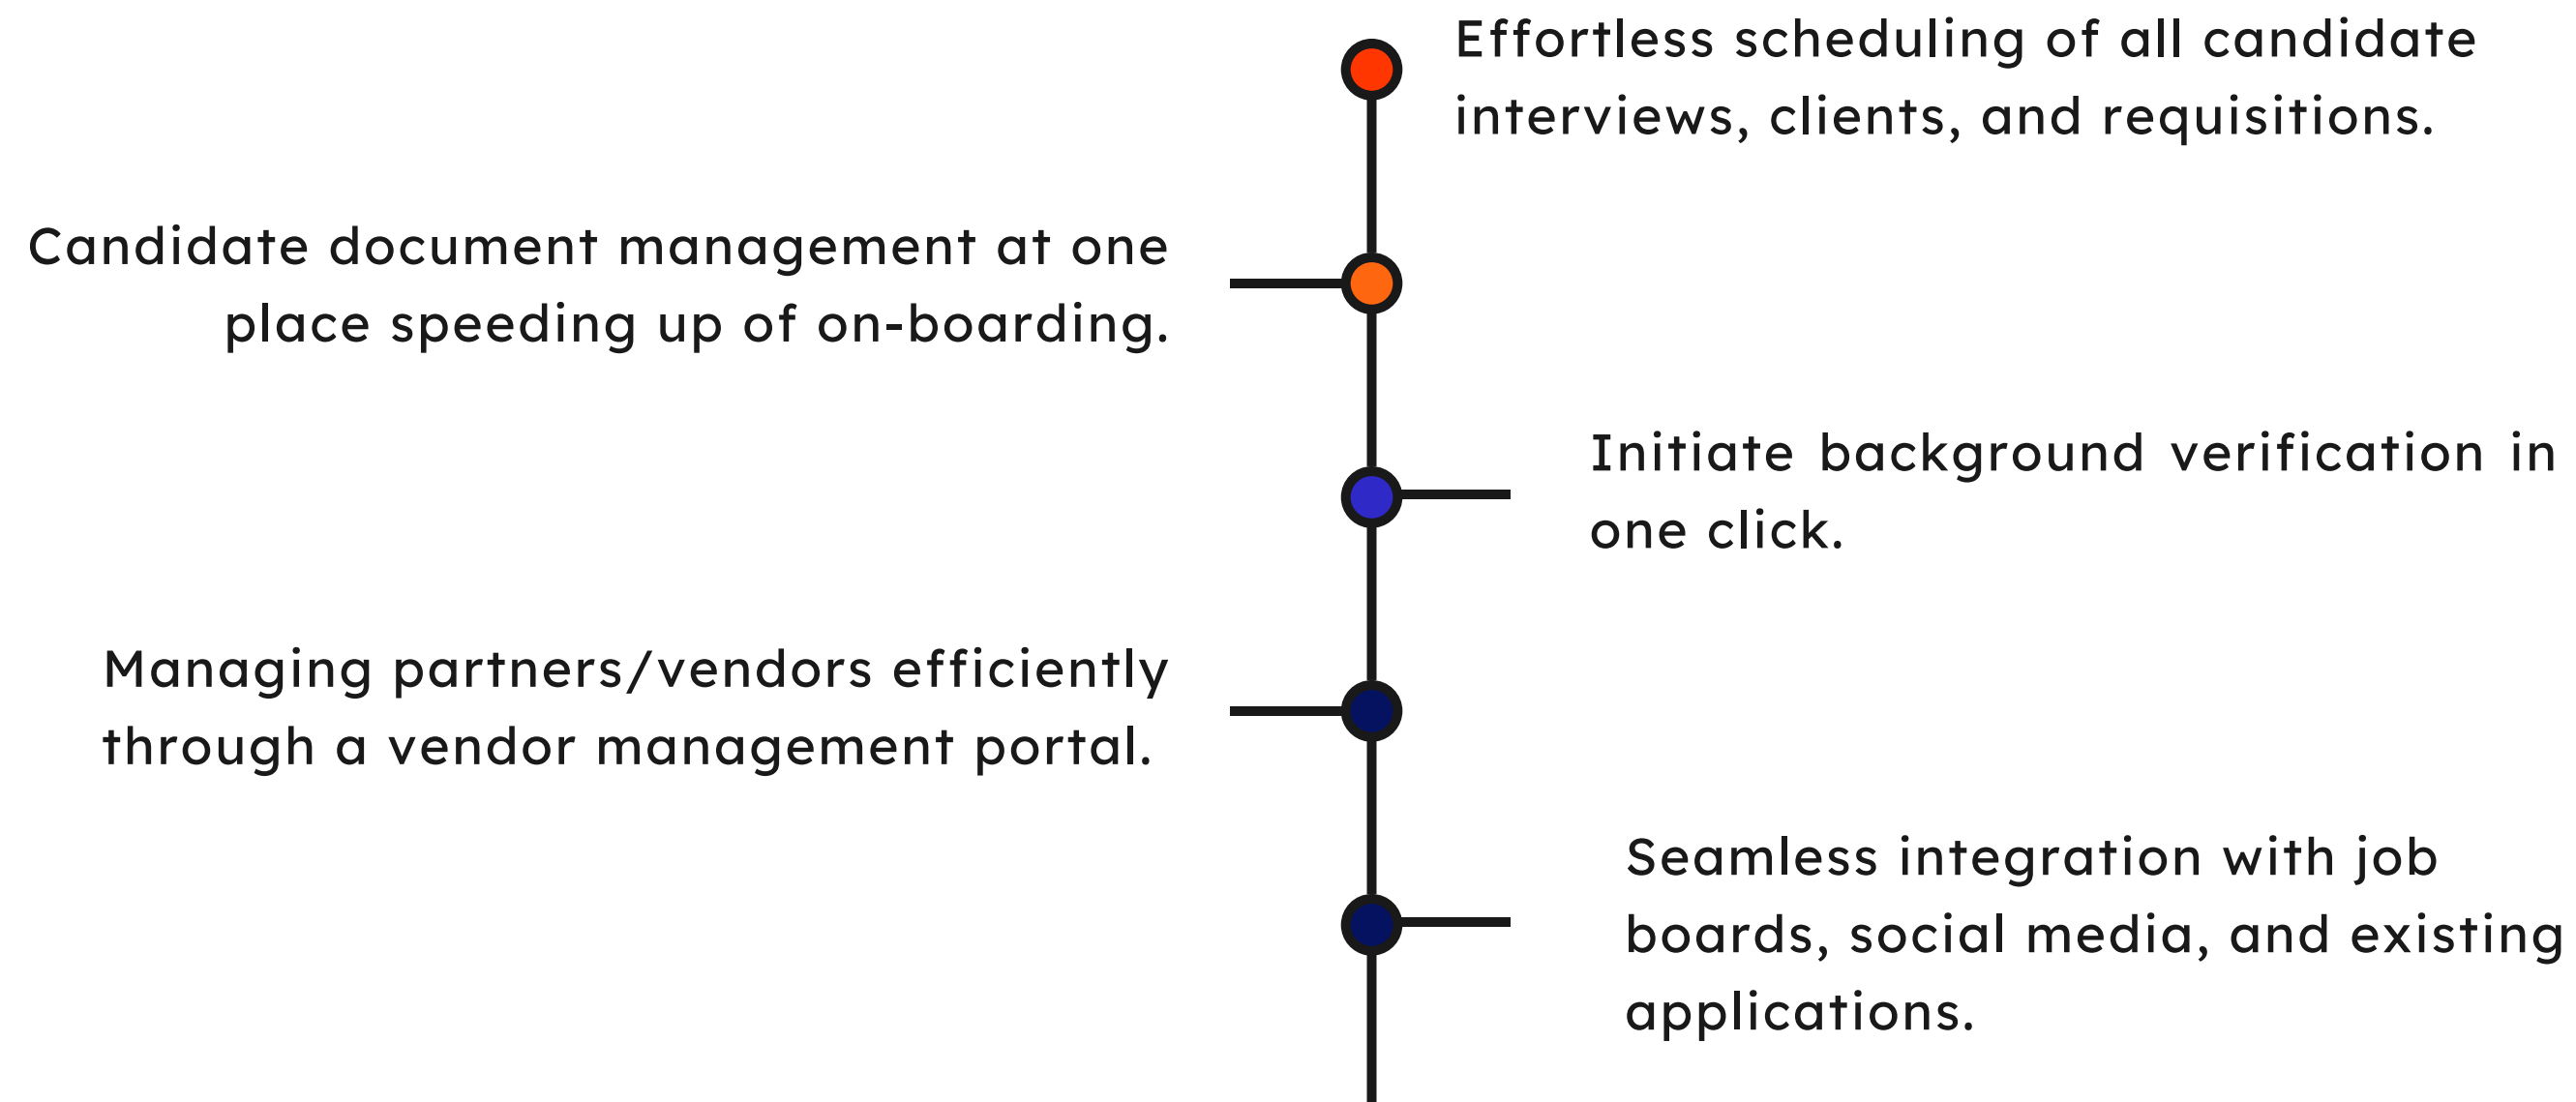 Effortless scheduling of all candidate
interviews, clients, and requisitions.
Candidate document management at one
place speeding up of on-boarding.
Initiate background verification in
one click.
Managing partners/vendors efficiently
through a vendor management portal.
Seamless integration with job
boards, social media, and existing
applications.